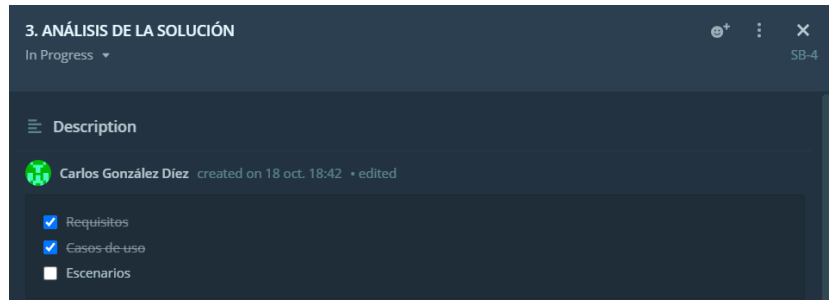 3. ANÁLISIS DE LA SOLUCIÓN
In Progress
SB-4
Description
Carlos González Díez created on 18 oct. 18:42 • edited
Requisitos
Casos de uso
Escenarios